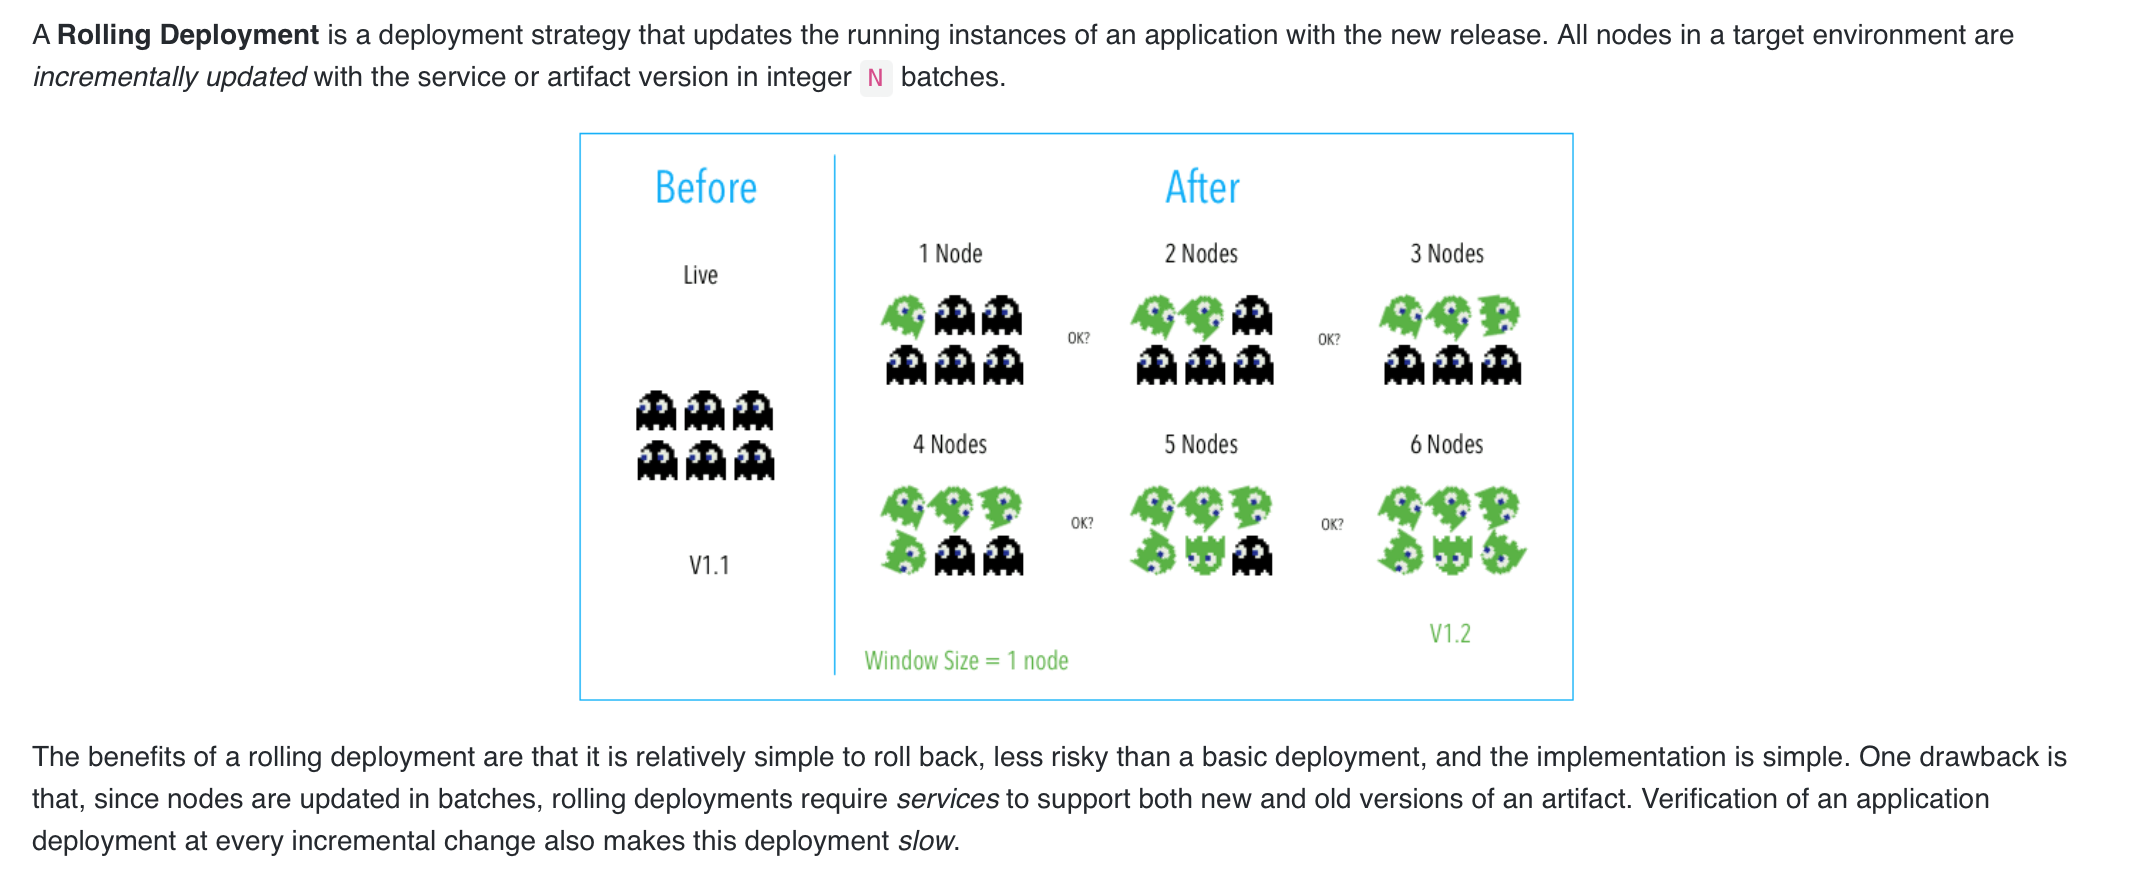 A Rolling Deployment is a deployment strategy that updates the running instances of an application with the new release. All nodes in a target environment are
incrementally updated with the service or artifact version in integer N batches.
Before
Live
V1.1
After
1 Node
2 Nodes
3 Nodes
OK?
OK?
4 Nodes
5 Nodes
6 Nodes
OK?
OK?
V1.2
Window Size = 1 node
The benefits of a rolling deployment are that it is relatively simple to roll back, less risky than a basic deployment, and the implementation is simple. One drawback is
that, since nodes are updated in batches, rolling deployments require services to support both new and old versions of an artifact. Verification of an application
deployment at every incremental change also makes this deployment slow.